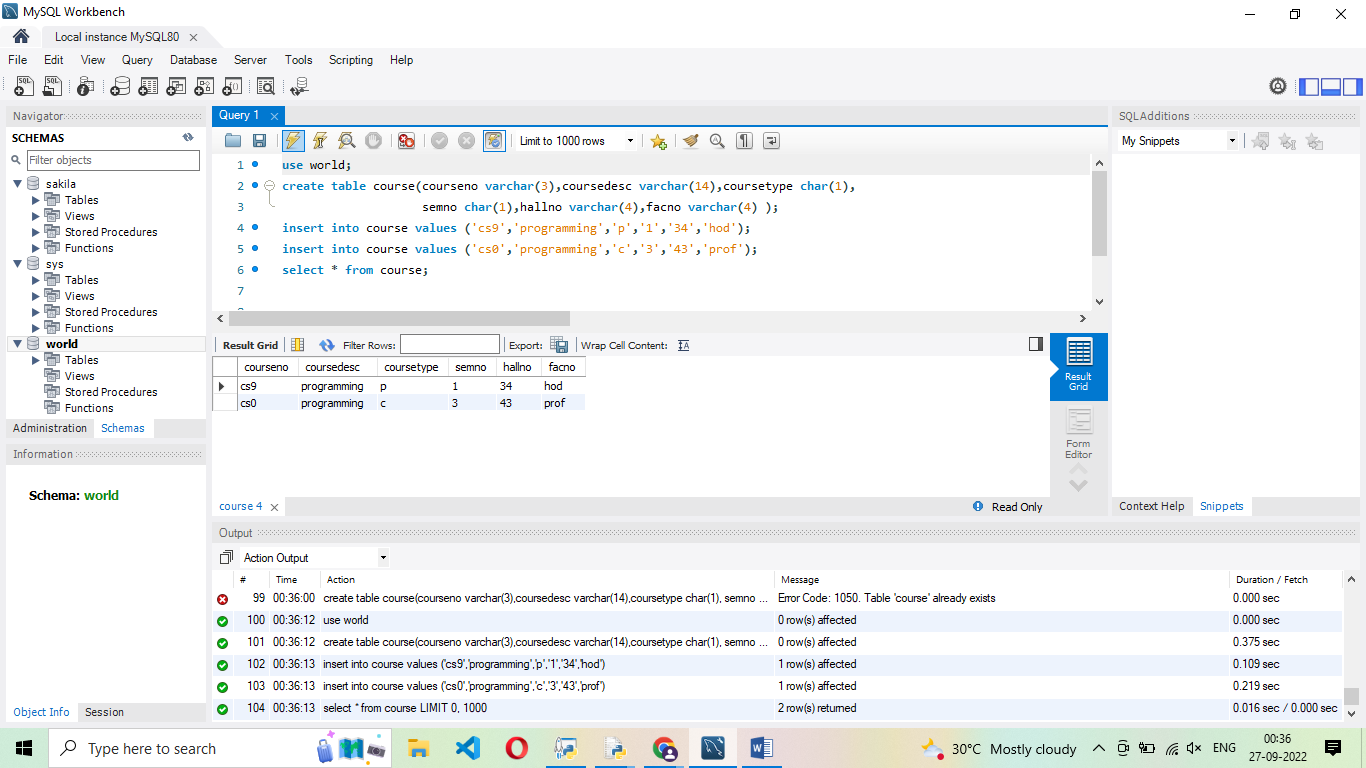 MySQL Workbench
Local instance MySQL80
File Edit View Query Database Server Tools Scripting Help
Navigator
SCHEMAS
Filter objects
sakila
Tables
Views
Stored Procedures
Functions
sys
Tables
Views
Stored Procedures
Functions
world
Tables
Views
Stored Procedures
Functions
Administration Schemas
Information
Schema: world
Object Info Session
Query 1
Limit to 1000 rows
1 use world;
2 create table course(courseno varchar(3),coursedesc varchar(14),coursetype char(1),
3 semno char(1),hallno varchar(4),facno varchar(4) );
4 insert into course values ('cs9','programming','p','1','34','hod');
5 insert into course values ('cs0','programming','c','3','43','prof');
6 select * from course;
7
Result Grid Filter Rows: Export: Wrap Cell Content:
courseno coursedesc coursetype semno hallno facno
cs9 programming p 1 34 hod
cs0 programming c 3 43 prof
Result
Grid
Form
Editor
course 4 Read Only
SQLAdditions
My Snippets
Context Help Snippets
Output
Action Output
# Time Action Message Duration / Fetch
99 00:36:00 create table course(courseno varchar(3),coursedesc varchar(14),coursetype char(1), semno ... Error Code: 1050. Table 'course' already exists 0.000 sec
100 00:36:12 use world 0 row(s) affected 0.000 sec
101 00:36:12 create table course(courseno varchar(3),coursedesc varchar(14),coursetype char(1), semno ... 0 row(s) affected 0.375 sec
102 00:36:13 insert into course values ('cs9','programming','p','1','34','hod') 1 row(s) affected 0.109 sec
103 00:36:13 insert into course values ('cs0','programming','c','3','43','prof') 1 row(s) affected 0.219 sec
104 00:36:13 select * from course LIMIT 0, 1000 2 row(s) returned 0.016 sec / 0.000 sec
Type here to search
30°C Mostly cloudy
ENG
00:36
27-09-2022